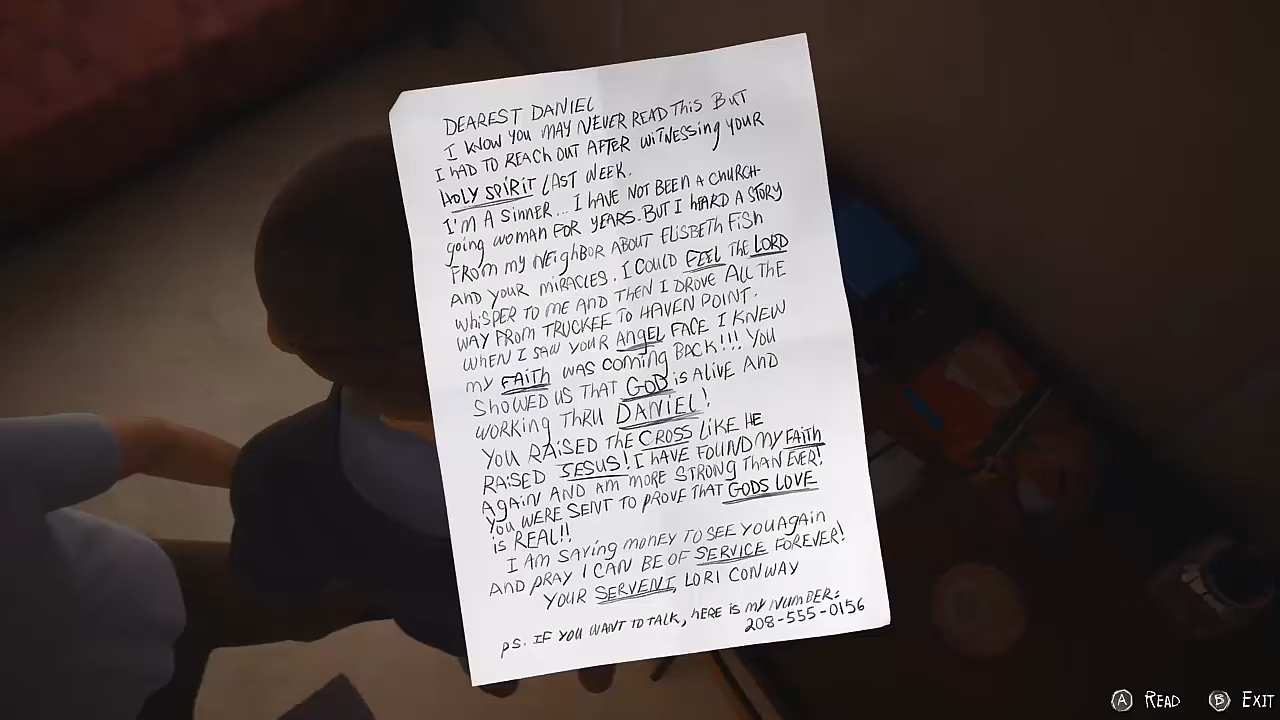 DEAREST DANIEL
I KNOW YOU MAY NEVER READ THIS BUT
I HAD TO REACH OUT AFTER WITNESSING YOUR
HOLY SPIRIT LAST WEEK.
I'M A SINNER... I HAVE NOT BEEN A CHURCH-
going WOMAN FOR YEARS. BUT I HEARD A STORY
FROM MY NEIGHBOR ABOUT ELISBETH FISH
AND YOUR MIRACLES. I COULD FEEL THE LORD
WHISPER TO ME AND THEN I DROVE ALL THE
WAY FROM TRUCKEE TO HAVEN POINT.
WHEN I SAW YOUR ANgEL FACE I KNEW
MY FAITH WAS COMING BACK!!! YOU
SHOWED US THAT GOD IS ALIVE AND
WORKING THRU DANIEL!
YOU RAISED THE CROSS LIKE HE
RAISED JESUS! I HAVE FOUND MY FAITH
AGAIN AND AM MORE STRONG THAN EVER!
YOU WERE SENT TO PROVE THAT GODS LOVE
is REAL!!
I AM SAVING MONEY TO SEE YOU AGAIN
AND PRAY I CAN BE OF SERVICE FOREVER!
YOUR SERVENT, LORI CONWAY
PS. IF YOU WANT TO TALK, HERE IS MY NUMBER:
208-555-0156
A READ B EXIT